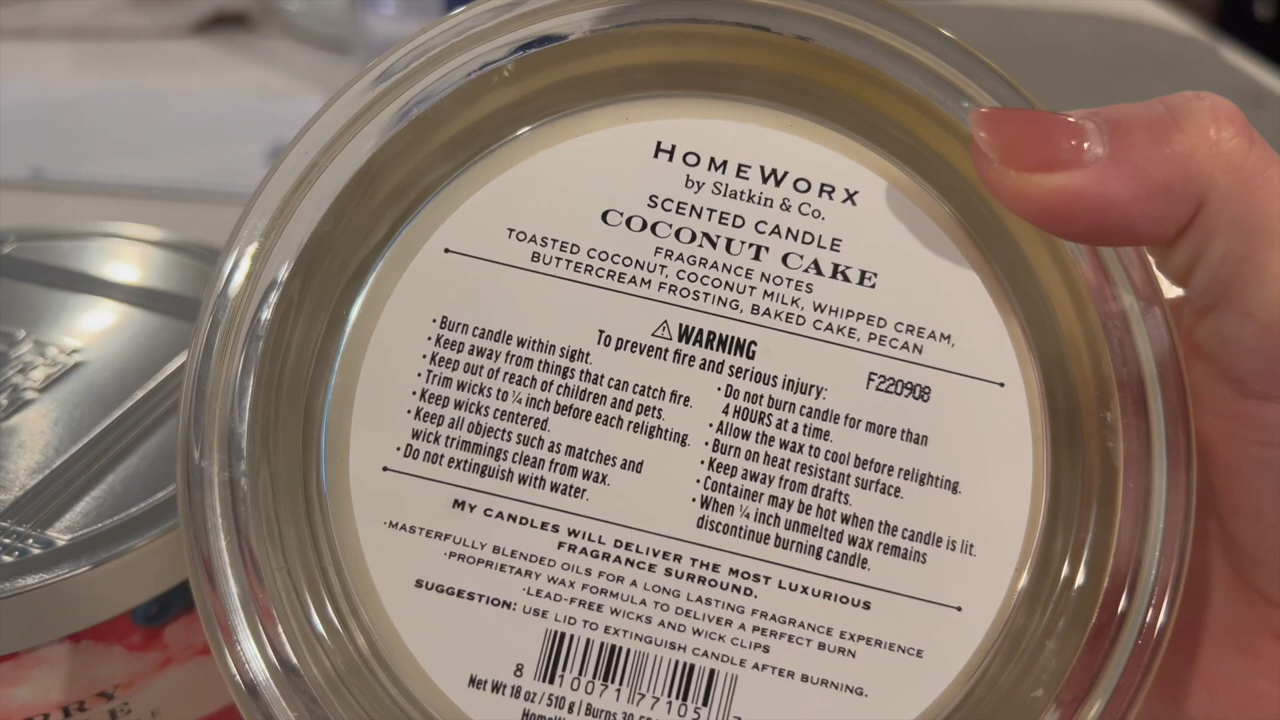 HOMEWORX
by Slatkin & Co.
SCENTED CANDLE
COCONUT CAKE
FRAGRANCE NOTES
TOASTED COCONUT, COCONUT MILK, WHIPPED CREAM,
BUTTERCREAM FROSTING, BAKED CAKE, PECAN
WARNING
To prevent fire and serious injury:
F220908
• Burn candle within sight.
• Keep away from things that can catch fire.
• Keep out of reach of children and pets.
• Trim wicks to ¼ inch before each relighting.
• Keep wicks centered.
• Keep all objects such as matches and
wick trimmings clean from wax.
• Do not extinguish with water.
• Do not burn candle for more than
4 HOURS at a time.
• Allow the wax to cool before relighting.
• Burn on heat resistant surface.
• Keep away from drafts.
• Container may be hot when the candle is lit.
• When ¼ inch unmelted wax remains
discontinue burning candle.
MY CANDLES WILL DELIVER THE MOST LUXURIOUS
FRAGRANCE SURROUND.
•MASTERFULLY BLENDED OILS FOR A LONG LASTING FRAGRANCE EXPERIENCE
•PROPRIETARY WAX FORMULA TO DELIVER A PERFECT BURN
•LEAD-FREE WICKS AND WICK CLIPS
SUGGESTION: USE LID TO EXTINGUISH CANDLE AFTER BURNING.
8 10071 77105
Net Wt 18 oz / 510 g | Burns